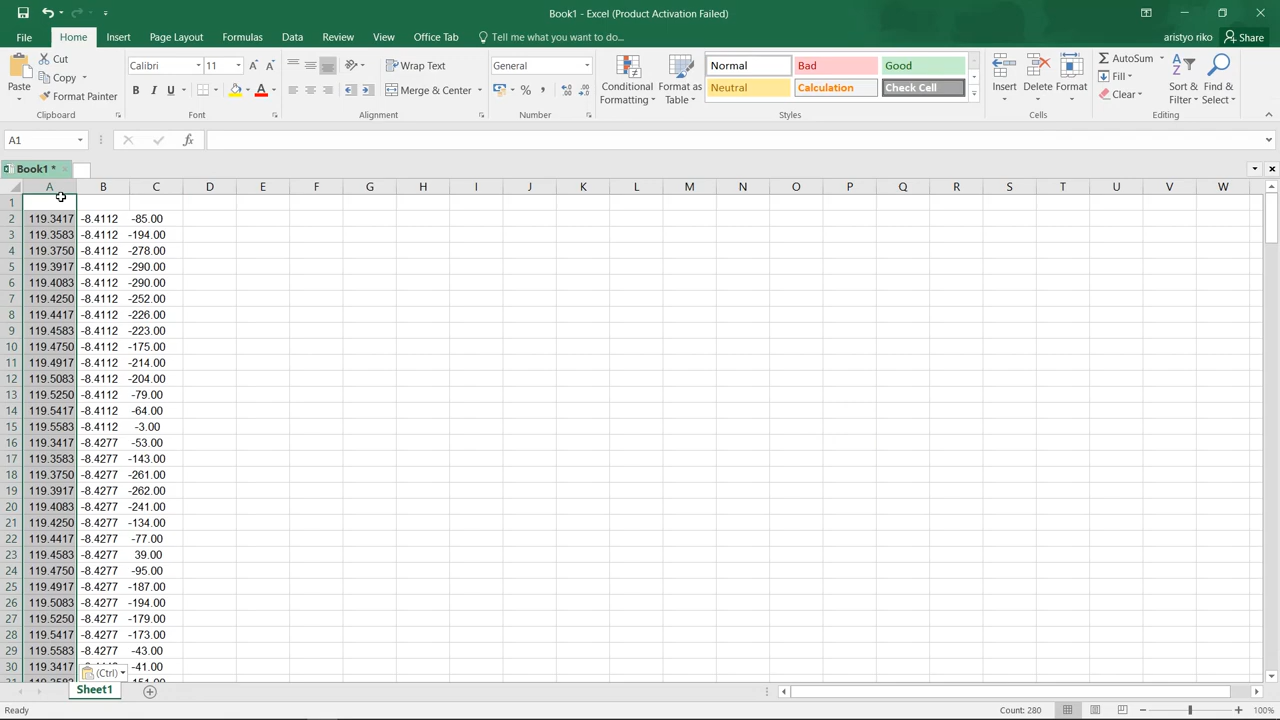 Book1 - Excel (Product Activation Failed)
File Home Insert Page Layout Formulas Data Review View Office Tab Tell me what you want to do... aristyo riko Share
Paste Cut Copy Format Painter Clipboard
Calibri 11 B I U A Font
Wrap Text Merge & Center Alignment
General % , Number
Conditional Formatting Format as Table
Normal Bad Good
Neutral Calculation Check Cell
Styles
Insert Delete Format Cells
AutoSum Fill Clear Sort & Filter Find & Select Editing
A1 fx
Book1 *
A B C D E F G H I J K L M N O P Q R S T U V W
1
2 119.3417 -8.4112 -85.00
3 119.3583 -8.4112 -194.00
4 119.3750 -8.4112 -278.00
5 119.3917 -8.4112 -290.00
6 119.4083 -8.4112 -290.00
7 119.4250 -8.4112 -252.00
8 119.4417 -8.4112 -226.00
9 119.4583 -8.4112 -223.00
10 119.4750 -8.4112 -175.00
11 119.4917 -8.4112 -214.00
12 119.5083 -8.4112 -204.00
13 119.5250 -8.4112 -79.00
14 119.5417 -8.4112 -64.00
15 119.5583 -8.4112 -3.00
16 119.3417 -8.4277 -53.00
17 119.3583 -8.4277 -143.00
18 119.3750 -8.4277 -261.00
19 119.3917 -8.4277 -262.00
20 119.4083 -8.4277 -241.00
21 119.4250 -8.4277 -134.00
22 119.4417 -8.4277 -77.00
23 119.4583 -8.4277 39.00
24 119.4750 -8.4277 -95.00
25 119.4917 -8.4277 -187.00
26 119.5083 -8.4277 -194.00
27 119.5250 -8.4277 -179.00
28 119.5417 -8.4277 -173.00
29 119.5583 -8.4277 -43.00
30 119.3417 -41.00
(Ctrl)
Sheet1
Ready Count: 280 100%